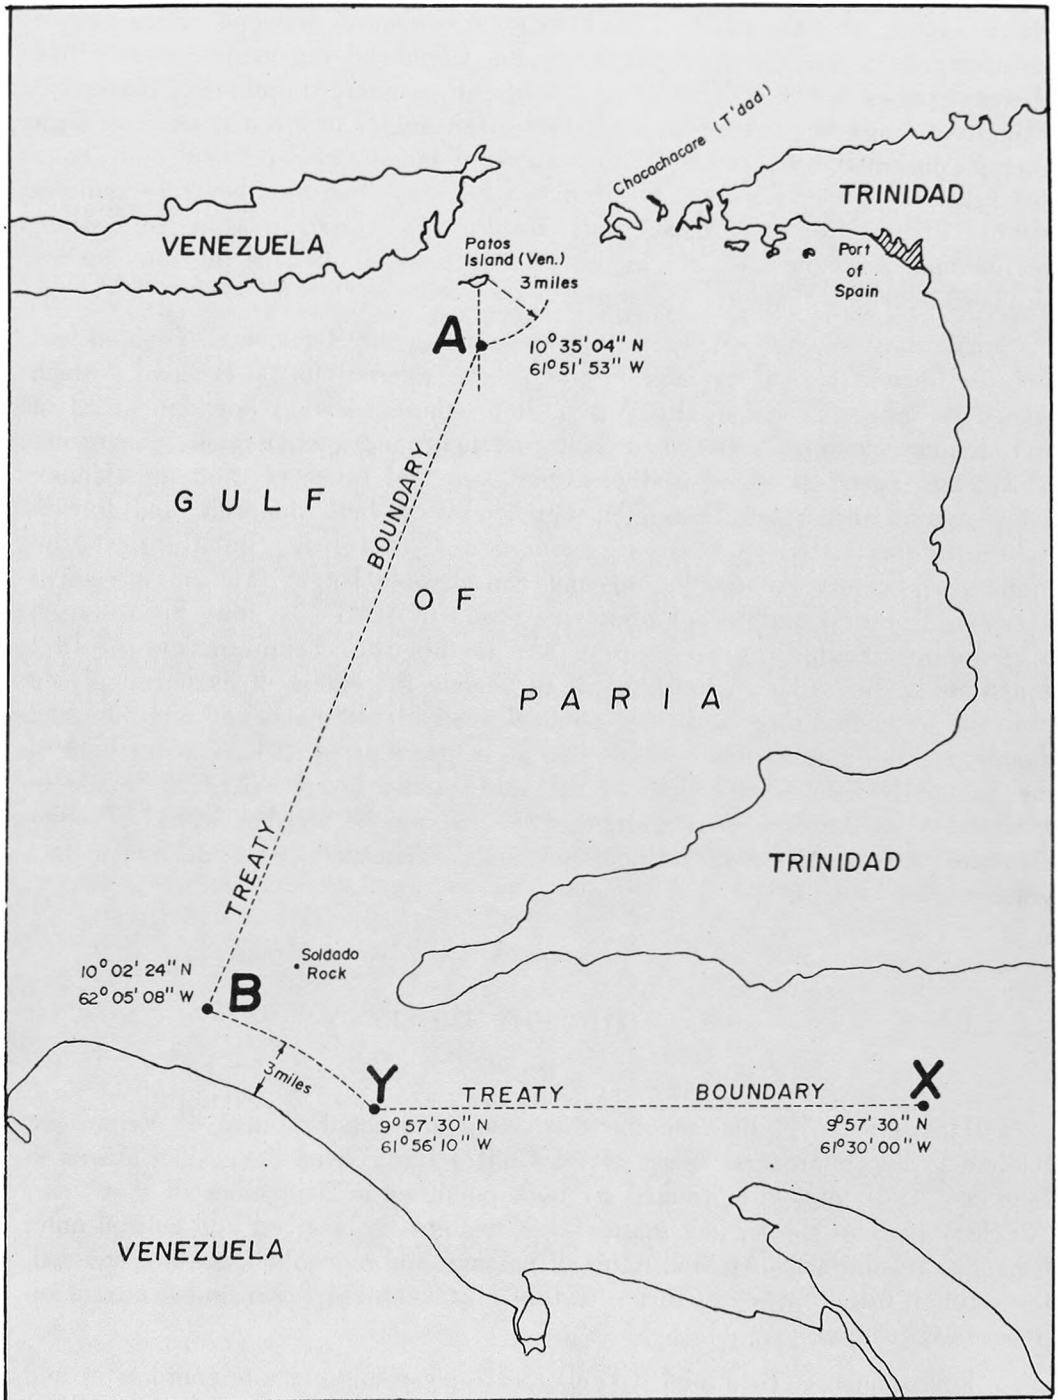 Chacachacare (T'dad)
TRINIDAD
VENEZUELA
Patos
Island (Ven.)
3 miles
Port
of
Spain
A
10° 35' 04" N
61° 51' 53" W
BOUNDARY
GULF
OF
PARIA
TREATY
TRINIDAD
Soldado
Rock
10° 02' 24" N
62° 05' 08" W
B
3 miles
Y
TREATY BOUNDARY
X
9° 57' 30" N
61° 56' 10" W
9° 57' 30" N
61° 30' 00" W
VENEZUELA